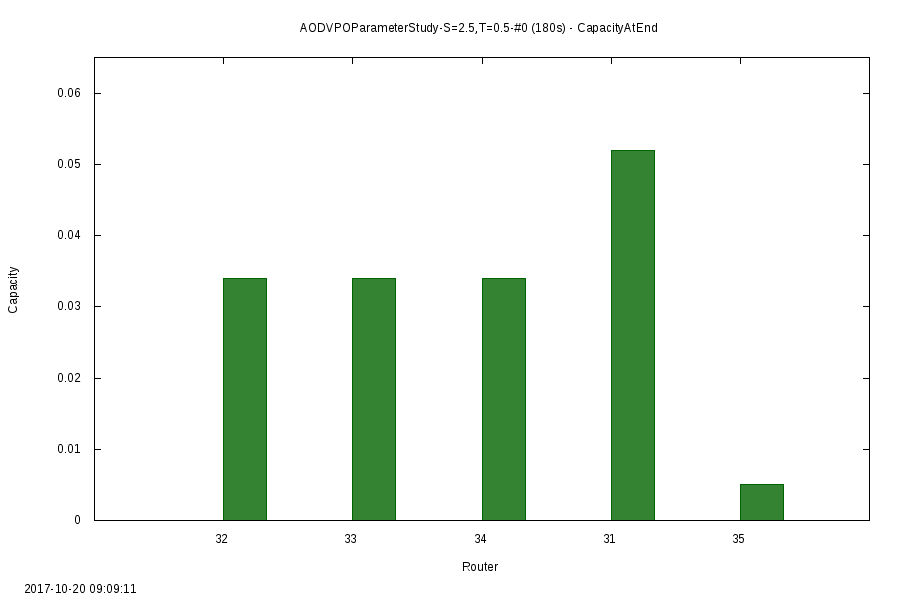 AODVPOParameterStudy-S=2.5,T=0.5-#0 (180s) - CapacityAtEnd
0.06
0.05
0.04
0.03
0.02
0.01
0
Capacity
32 33 34 31 35
Router
2017-10-20 09:09:11